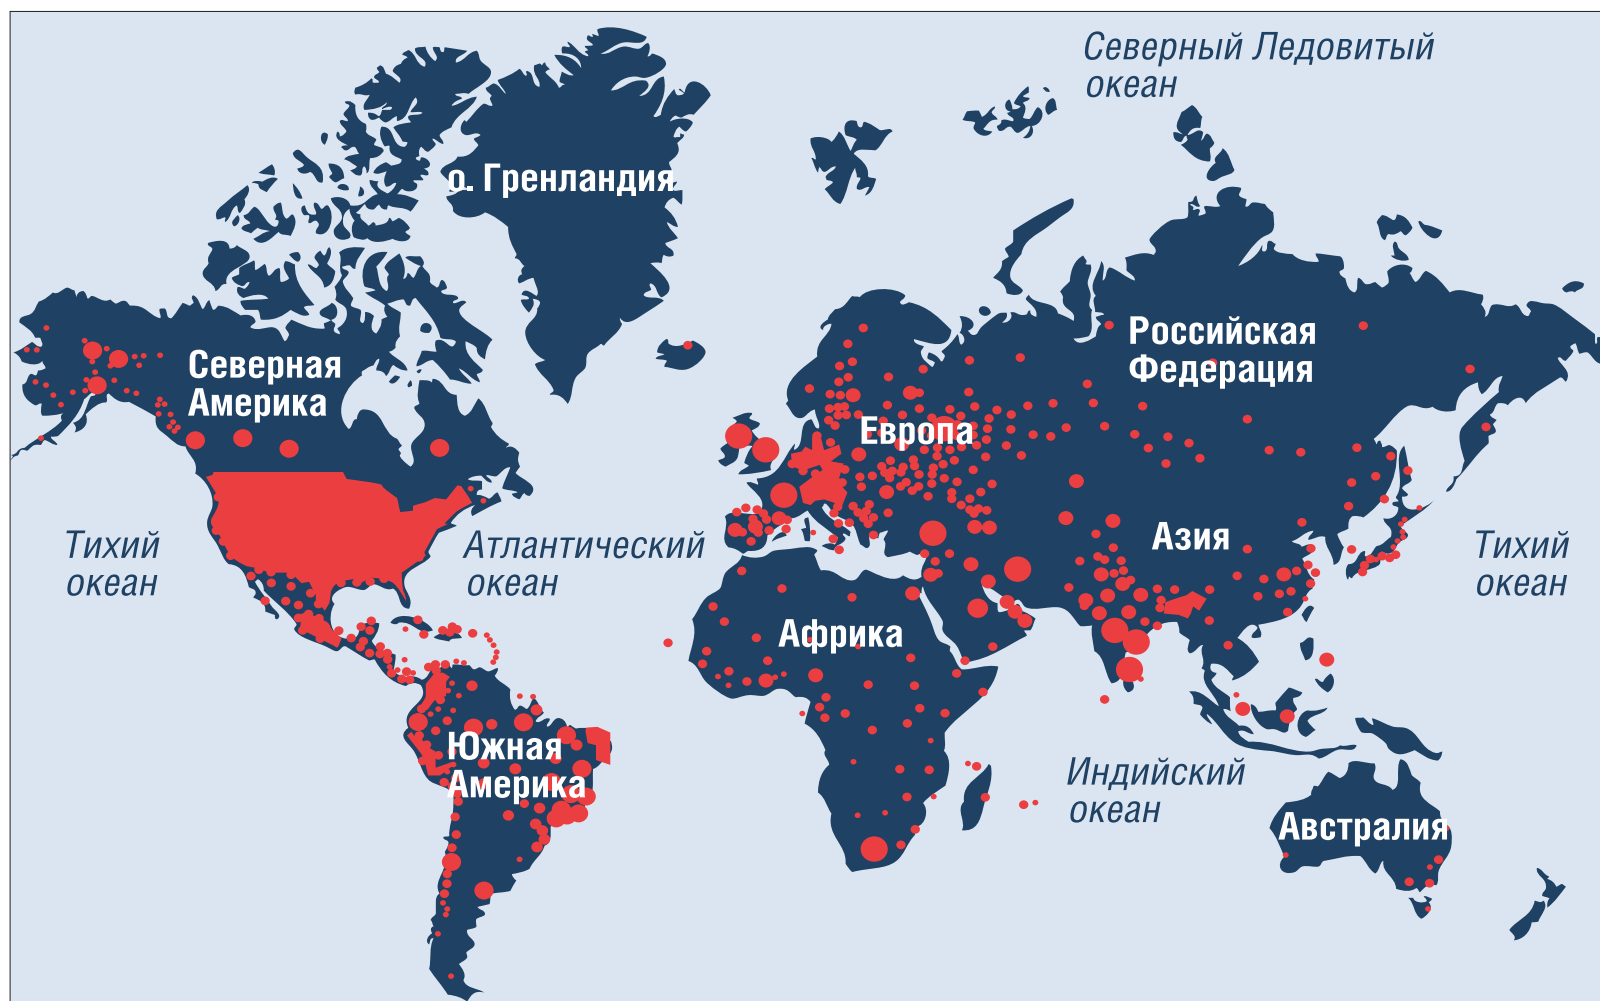 Северный Ледовитый
океан
о. Гренландия
Российская
Федерация
Северная
Америка
Европа
Тихий
океан
Атлантический
океан
Азия
Тихий
океан
Африка
Южная
Америка
Индийский
океан
Австралия